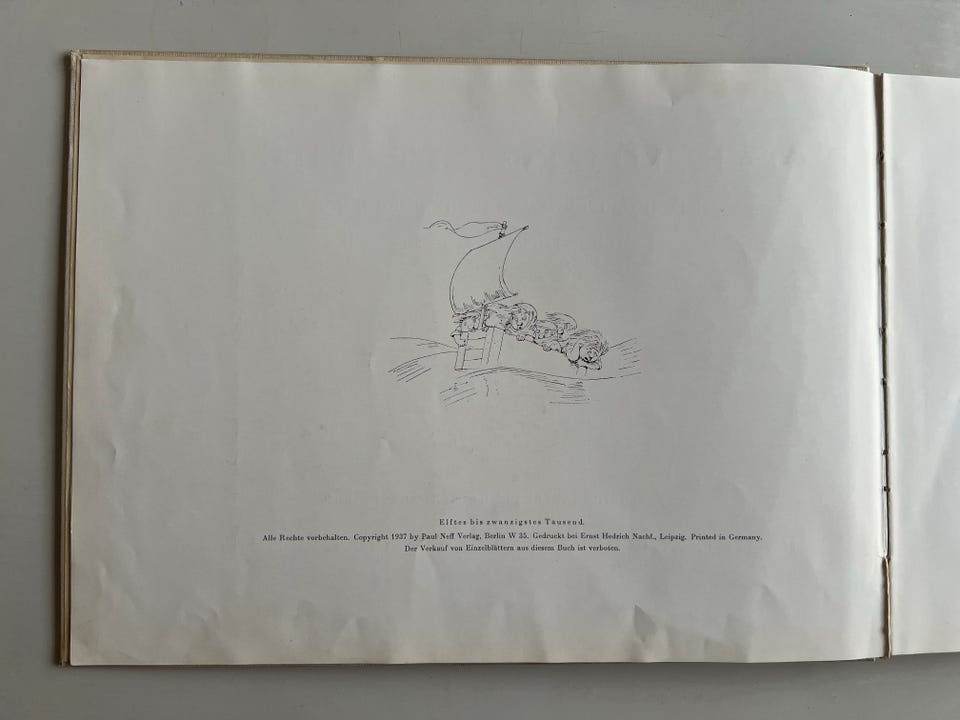 Elftes bis zwanzigstes Tausend.
Alle Rechte vorbehalten. Copyright 1937 by Paul Neff Verlag, Berlin W 35. Gedruckt bei Ernst Hedrich Nachf., Leipzig. Printed in Germany.
Der Verkauf von Einzelblättern aus diesem Buch ist verboten.